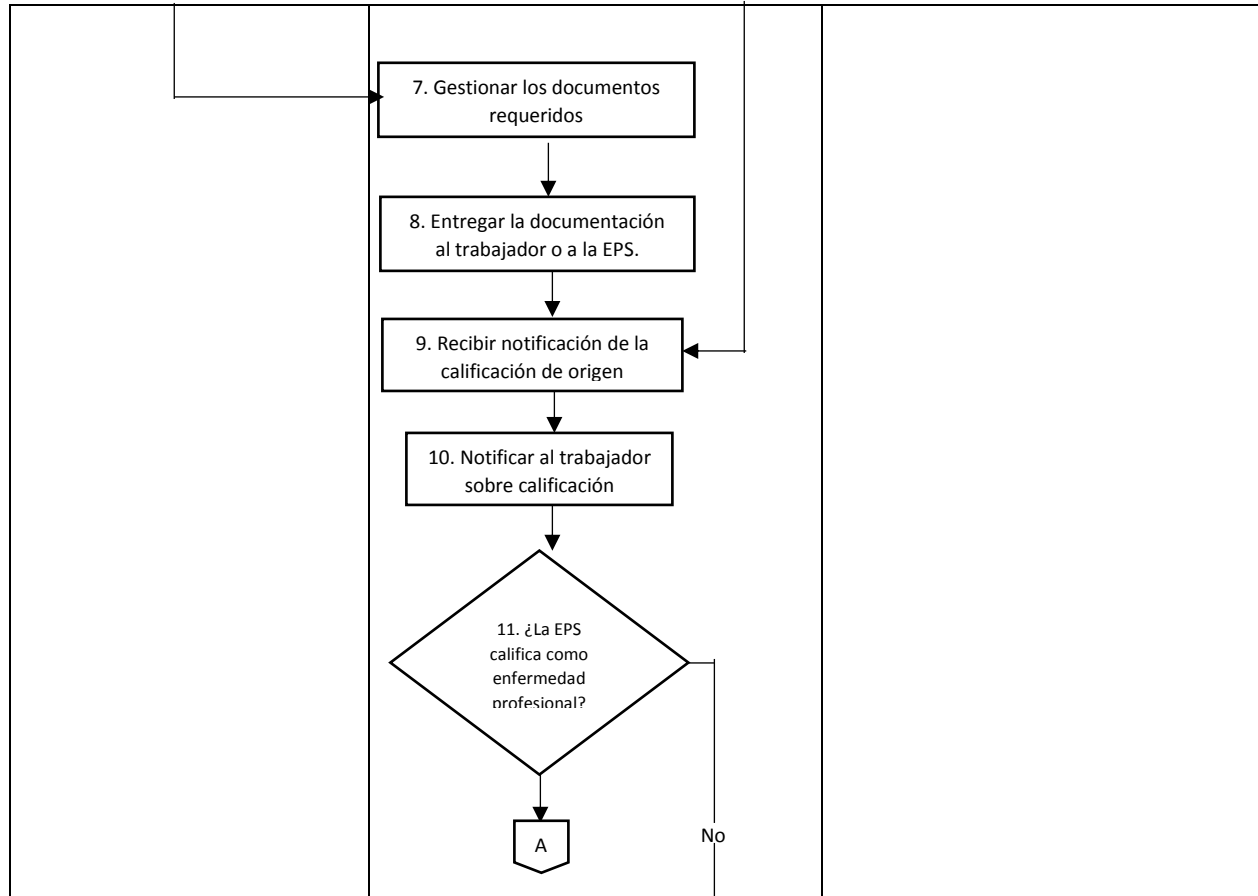 7. Gestionar los documentos
requeridos
8. Entregar la documentación
al trabajador o a la EPS.
9. Recibir notificación de la
calificación de origen
10. Notificar al trabajador
sobre calificación
11. ¿La EPS
califica como
enfermedad
profesional?
A
No